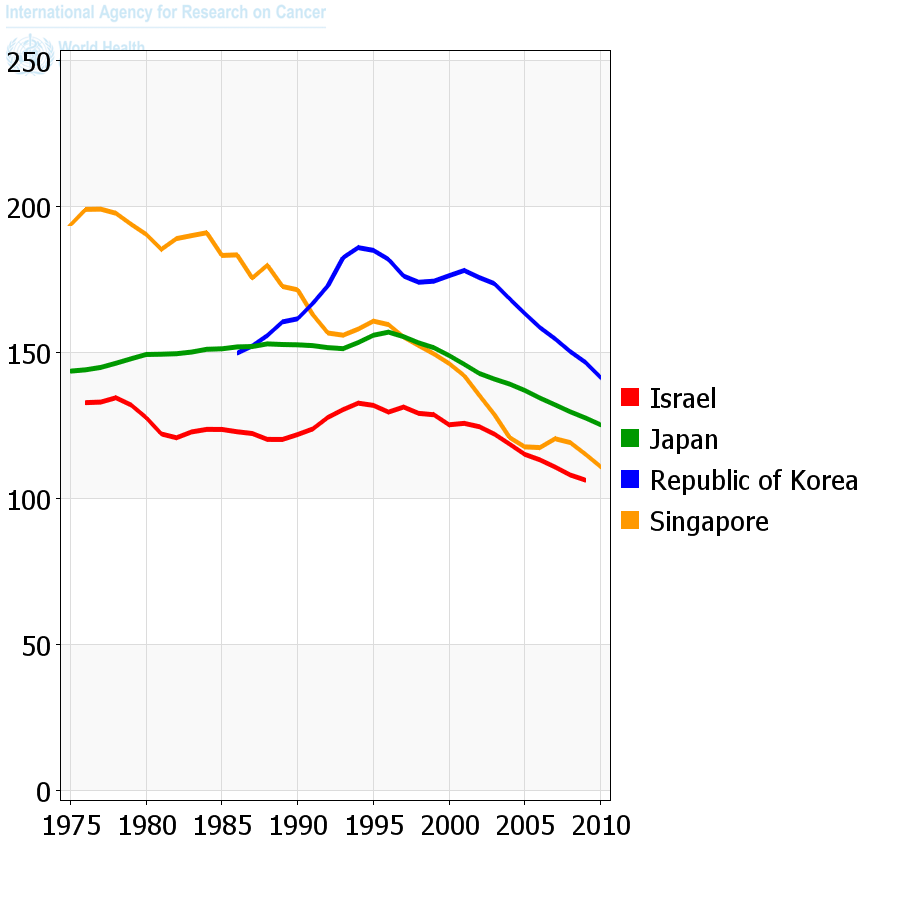 International Agency for Research on Cancer
World Health
250
200
150
100
50
0
1975 1980 1985 1990 1995 2000 2005 2010
Israel
Japan
Republic of Korea
Singapore